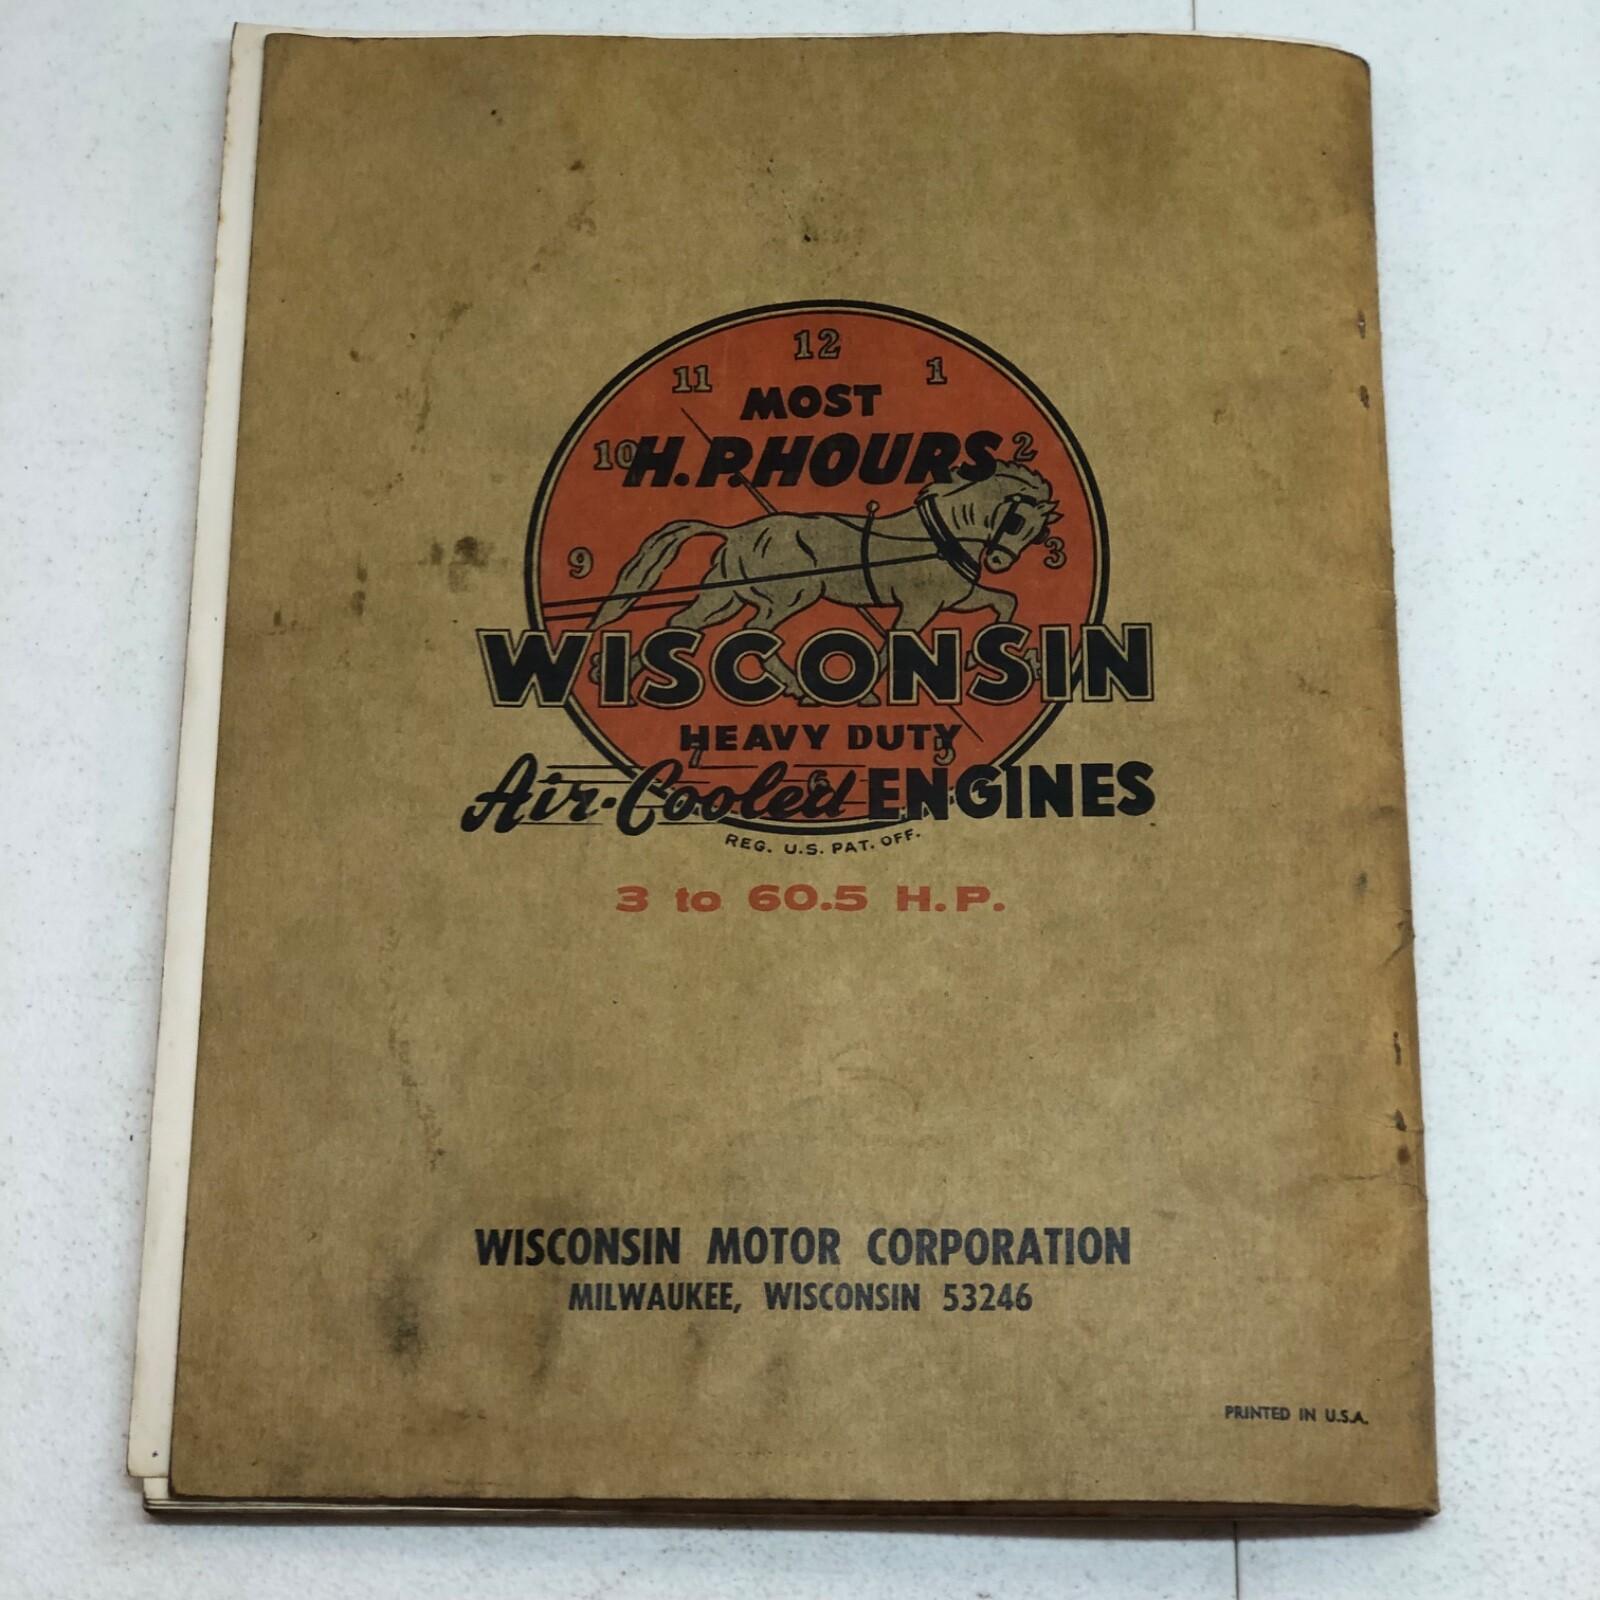 12
11
1
MOST
10
H.P. HOURS
2
9
3
WISCONSIN
HEAVY DUTY
7
5
Air-Cooled ENGINES
6
REG. U.S. PAT. OFF.
3 to 60.5 H.P.
WISCONSIN MOTOR CORPORATION
MILWAUKEE, WISCONSIN 53246
PRINTED IN U.S.A.